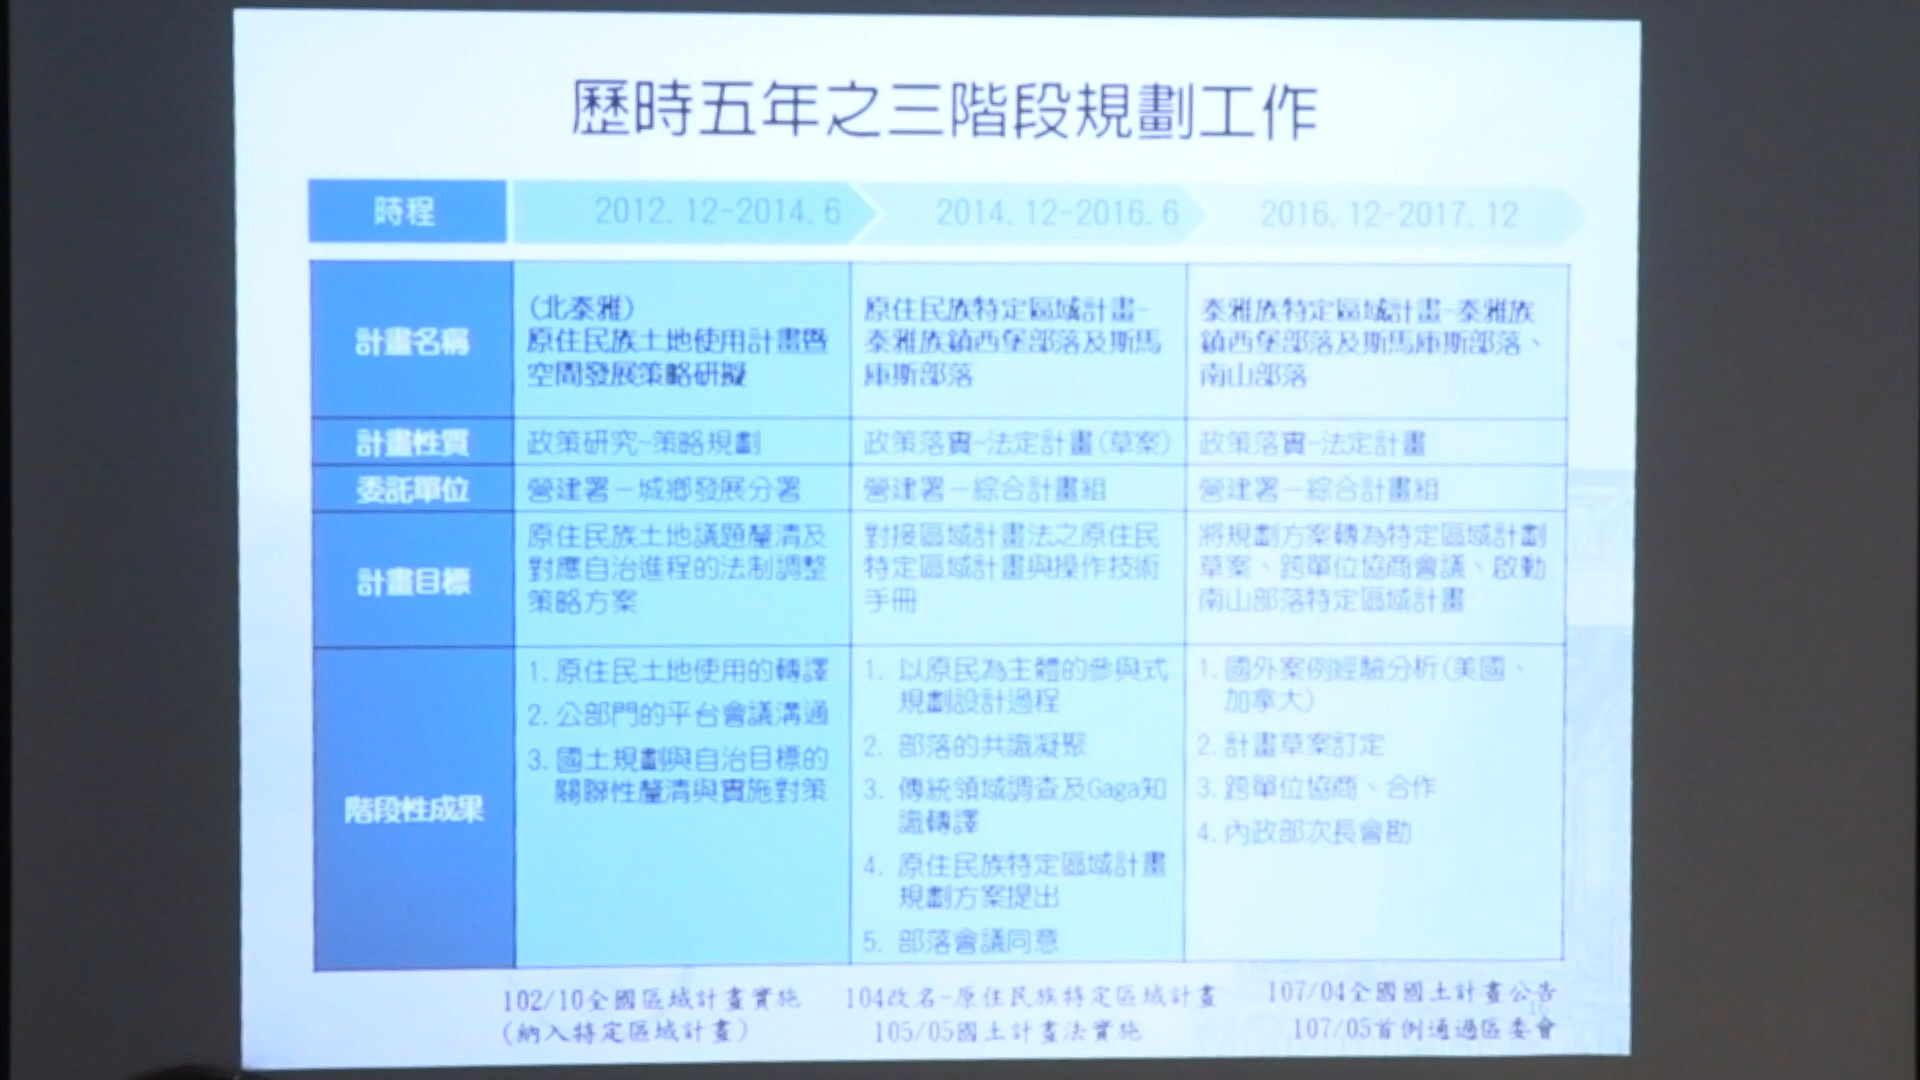 歷時五年之三階段規劃工作
時程
2012.12-2014.6
2014.12-2016.6
2016.12-2017.12
計畫名稱
(北泰雅)
原住民族土地使用計畫暨
空間發展策略研擬
原住民族特定區域計畫-
泰雅族鎮西堡部落及斯馬
庫斯部落
泰雅族特定區域計畫-泰雅族
鎮西堡部落及斯馬庫斯部落、
南山部落
計畫性質
政策研究-策略規劃
政策落實-法定計畫(草案)
政策落實-法定計畫
委託單位
營建署－城鄉發展分署
營建署－綜合計畫組
營建署－綜合計畫組
計畫目標
原住民族土地議題釐清及
對應自治進程的法制調整
策略方案
對接區域計畫法之原住民
特定區域計畫與操作技術
手冊
將規劃方案轉為特定區域計劃
草案、跨單位協商會議、啟動
南山部落特定區域計畫
階段性成果
1. 原住民土地使用的轉譯
2. 公部門的平台會議溝通
3. 國土規劃與自治目標的
關聯性釐清與實施對策
1. 以原民為主體的參與式
規劃設計過程
2. 部落的共識凝聚
3. 傳統領域調查及Gaga知
識轉譯
4. 原住民族特定區域計畫
規劃方案提出
5. 部落會議同意
1. 國外案例經驗分析(美國、
加拿大)
2. 計畫草案訂定
3. 跨單位協商、合作
4. 內政部次長會勘
102/10全國區域計畫實施
(納入特定區域計畫)
104改名-原住民族特定區域計畫
105/05國土計畫法實施
107/04全國國土計畫公告
16
107/05首例通過區委會